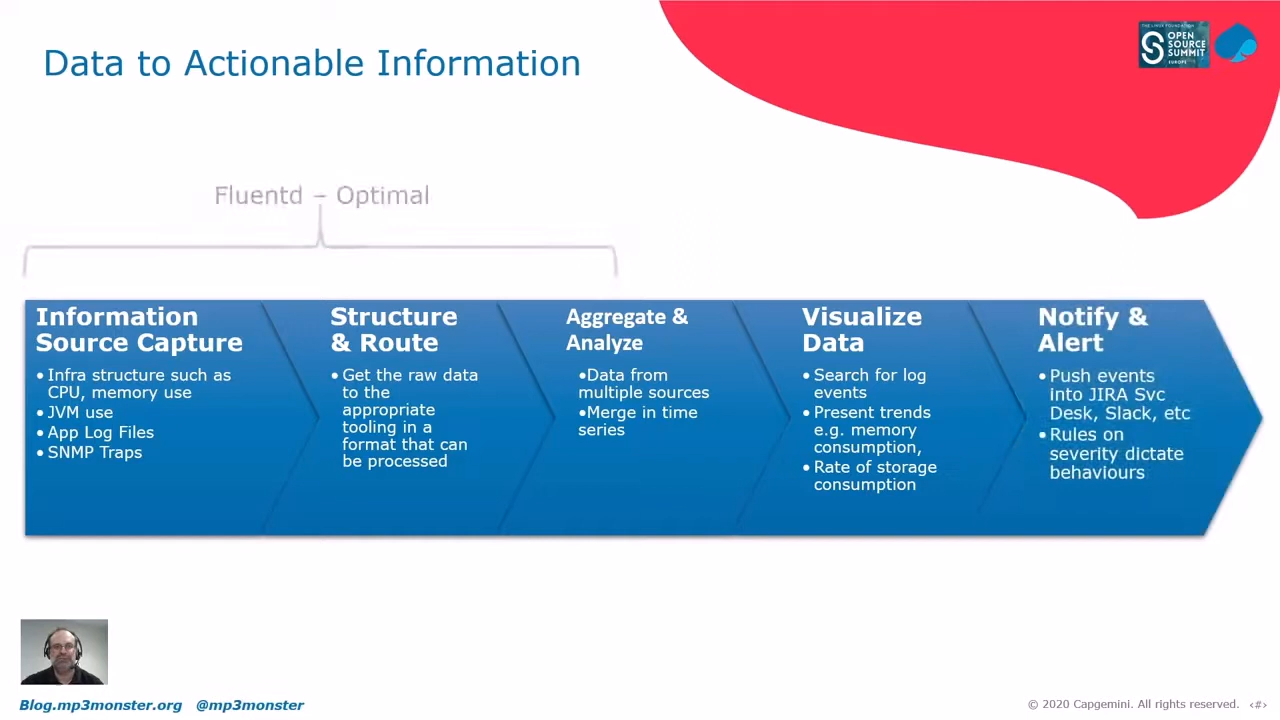 Data to Actionable Information
THE LINUX FOUNDATION
OPEN
SOURCE
SUMMIT
EUROPE
Fluentd – Optimal
Information
Source Capture
•Infra structure such as
CPU, memory use
•JVM use
•App Log Files
•SNMP Traps
Structure
& Route
•Get the raw data
to the
appropriate
tooling in a
format that can
be processed
Aggregate &
Analyze
•Data from
multiple sources
•Merge in time
series
Visualize
Data
•Search for log
events
•Present trends
e.g. memory
consumption,
•Rate of storage
consumption
Notify &
Alert
•Push events
into JIRA Svc
Desk, Slack, etc
•Rules on
severity dictate
behaviours
Blog.mp3monster.org @mp3monster
© 2020 Capgemini. All rights reserved. ‹#›